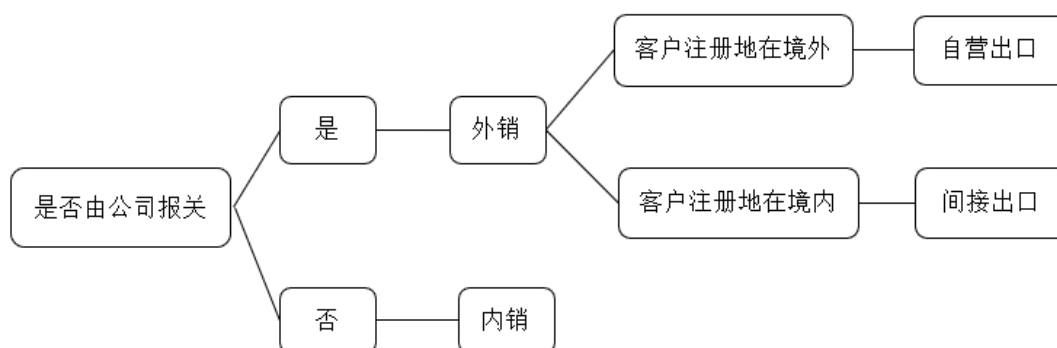 客户注册地在境外
自营出口
是
外销
是否由公司报关
客户注册地在境内
间接出口
否
内销